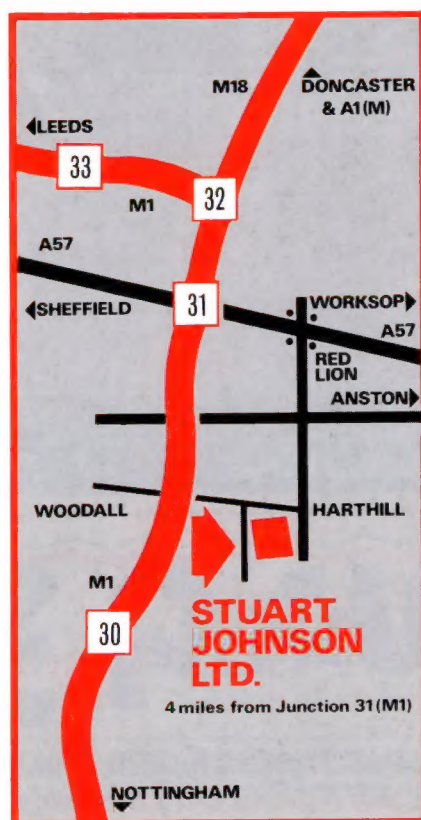 M18
DONCASTER
& A1(M)
LEEDS
33
32
M1
A57
31
SHEFFIELD
WORKSOP
A57
RED
LION
ANSTON
WOODALL
HARTHILL
M1
30
STUART
JOHNSON
LTD.
4 miles from Junction 31(M1)
NOTTINGHAM